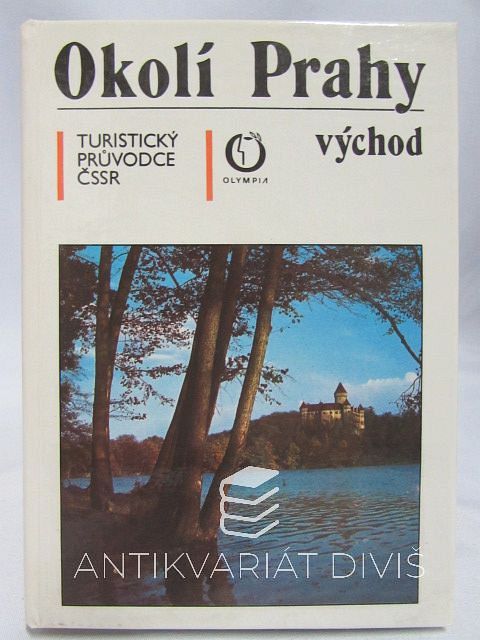 Okolí Prahy
východ
TURISTICKÝ
PRŮVODCE
ČSSR
OLYMPIA
ANTIKVARIÁT DIVIŠ